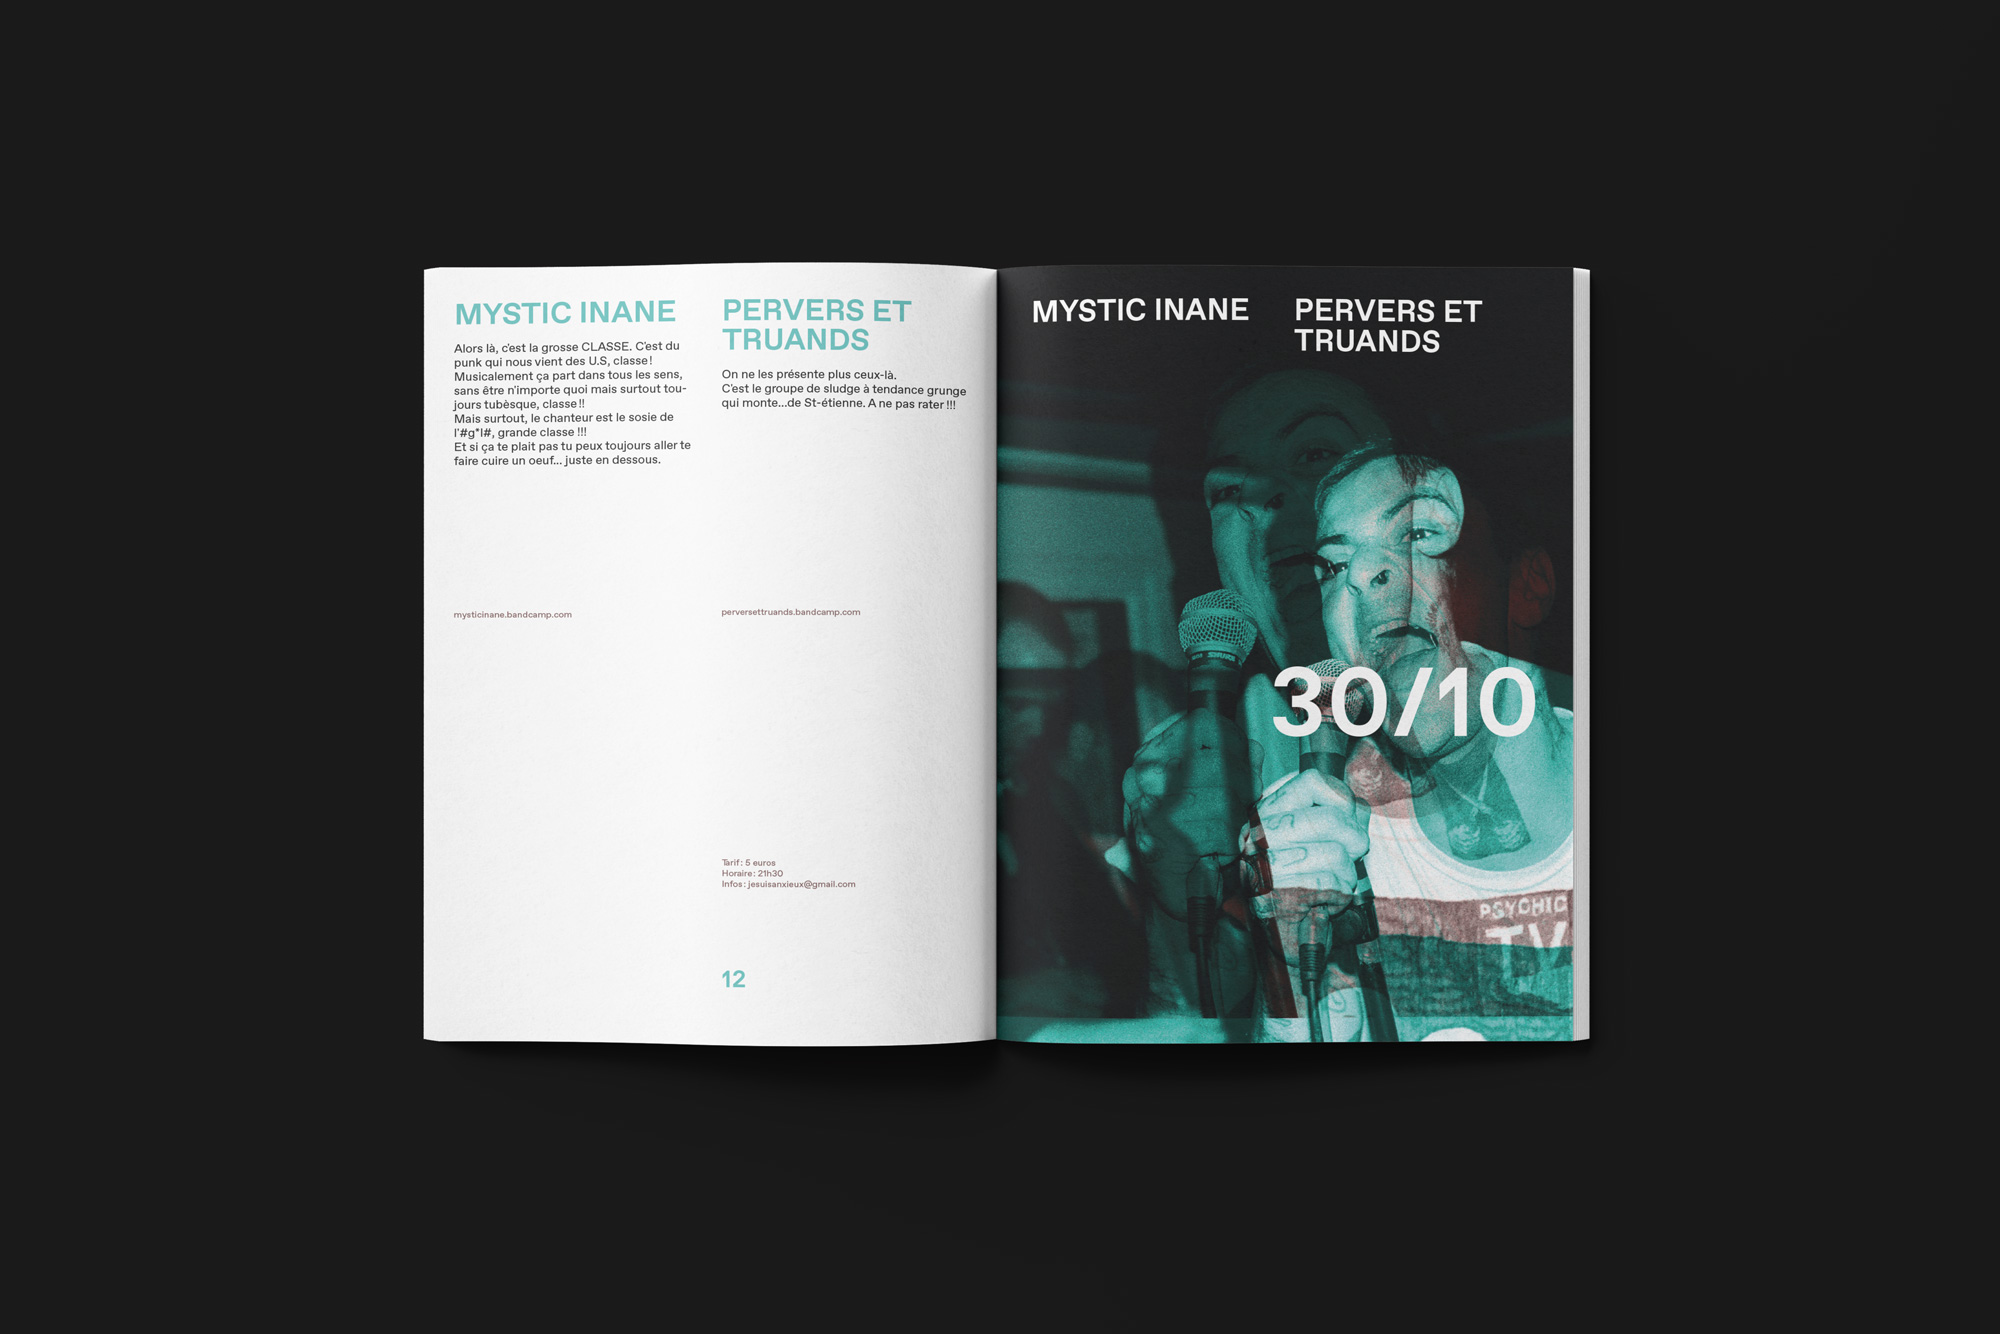 MYSTIC INANE
Alors là, c'est la grosse CLASSE. C'est du
punk qui nous vient des U.S, classe !
Musicalement ça part dans tous les sens,
sans être n'importe quoi mais surtout tou-
jours tubèsque, classe !!
Mais surtout, le chanteur est le sosie de
l'#g*l#, grande classe !!!
Et si ça te plait pas tu peux toujours aller te
faire cuire un oeuf... juste en dessous.
mysticinane.bandcamp.com
PERVERS ET
TRUANDS
On ne les présente plus ceux-là.
C'est le groupe de sludge à tendance grunge
qui monte...de St-étienne. A ne pas rater !!!
perversettruands.bandcamp.com
Tarif : 5 euros
Horaire : 21h30
Infos : jesuisanxieux@gmail.com
12
MYSTIC INANE
PERVERS ET
TRUANDS
SHURE
30/10
PSYCHIC
TV